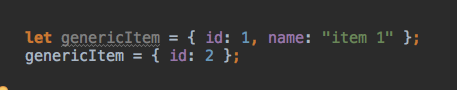 let genericItem = { id: 1, name: "item 1" };
genericItem = { id: 2 };